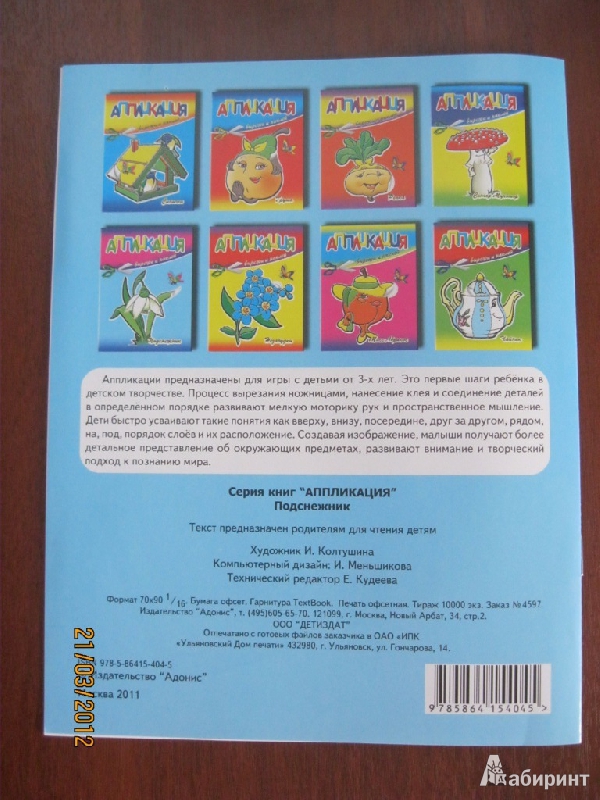 АППЛИКАЦИЯ АППЛИКАЦИЯ АППЛИКАЦИЯ АППЛИКАЦИЯ
АППЛИКАЦИЯ АППЛИКАЦИЯ АППЛИКАЦИЯ АППЛИКАЦИЯ
Аппликации предназначены для игры с детьми от 3-х лет. Это первые шаги ребёнка в
детском творчестве. Процесс вырезания ножницами, нанесение клея и соединение деталей
в определённом порядке развивают мелкую моторику рук и пространственное мышление.
Дети быстро усваивают такие понятия как вверху, внизу, посередине, друг за другом, рядом,
на, под, порядок слоёв и их расположение. Создавая изображение, малыши получают более
детальное представление об окружающих предметах, развивают внимание и творческий
подход к познанию мира.
Серия книг "АППЛИКАЦИЯ"
Подснежник
Текст предназначен родителям для чтения детям
Художник И. Колтушина
Компьютерный дизайн: И. Меньшикова
Технический редактор Е. Кудеева
Формат 70х90 1/16. Бумага офсет. Гарнитура TextBook. Печать офсетная. Тираж 10000 экз. Заказ № 4597.
Издательство "Адонис", т. (495)605-65-70, 121099, г. Москва, Новый Арбат, 34, стр.2.
ООО "ДЕТИЗДАТ"
Отпечатано с готовых файлов заказчика в ОАО «ИПК
«Ульяновский Дом печати» 432980, г. Ульяновск, ул. Гончарова, 14.
978-5-86415-404-5
здательство "Адонис"
сква 2011
9 785864 154045 >
21/03/2012
Лабиринт